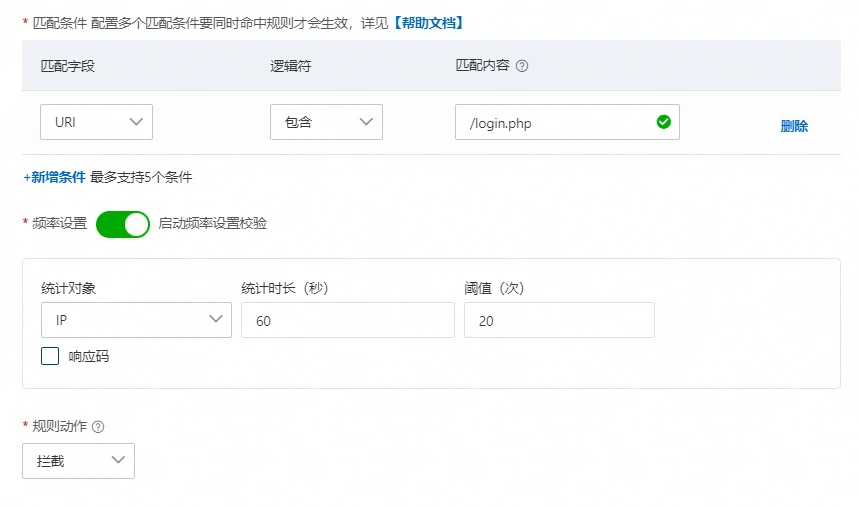 * 匹配条件 配置多个匹配条件要同时命中规则才会生效，详见【帮助文档】
匹配字段 逻辑符 匹配内容 ?
URI 包含 /login.php 删除
+新增条件 最多支持5个条件
* 频率设置 启动频率设置校验
统计对象 统计时长（秒） 阈值（次）
IP 60 20
响应码
* 规则动作 ?
拦截